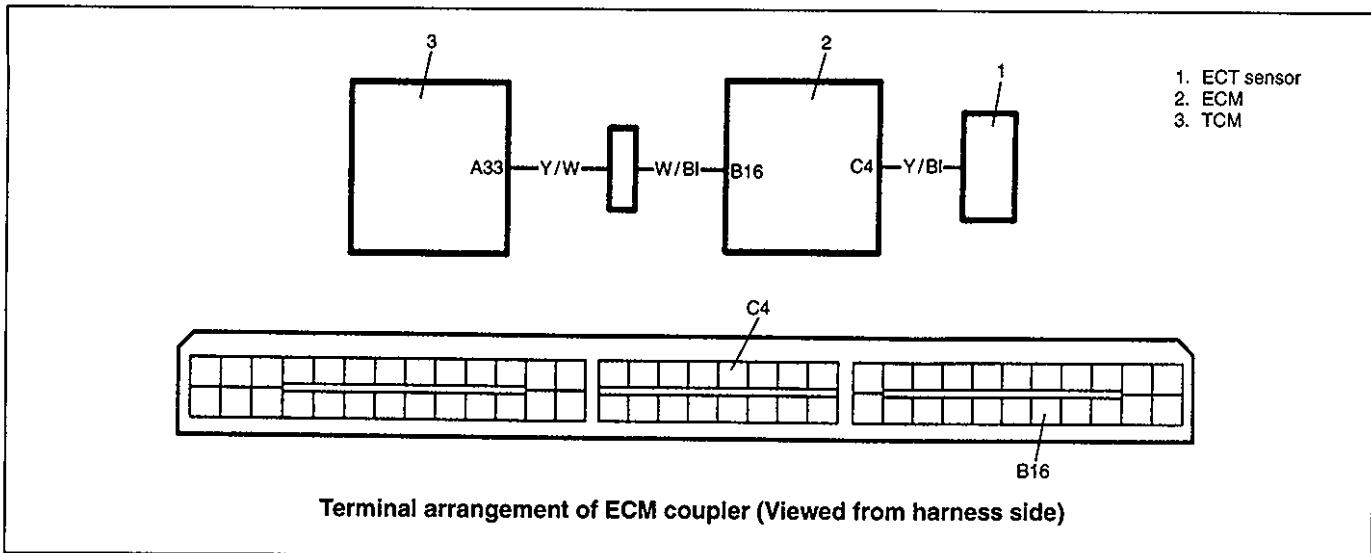 3
2
1
1. ECT sensor
2. ECM
3. TCM
A33 Y/W W/Bl B16 C4 Y/Bl
C4
B16
Terminal arrangement of ECM coupler (Viewed from harness side)